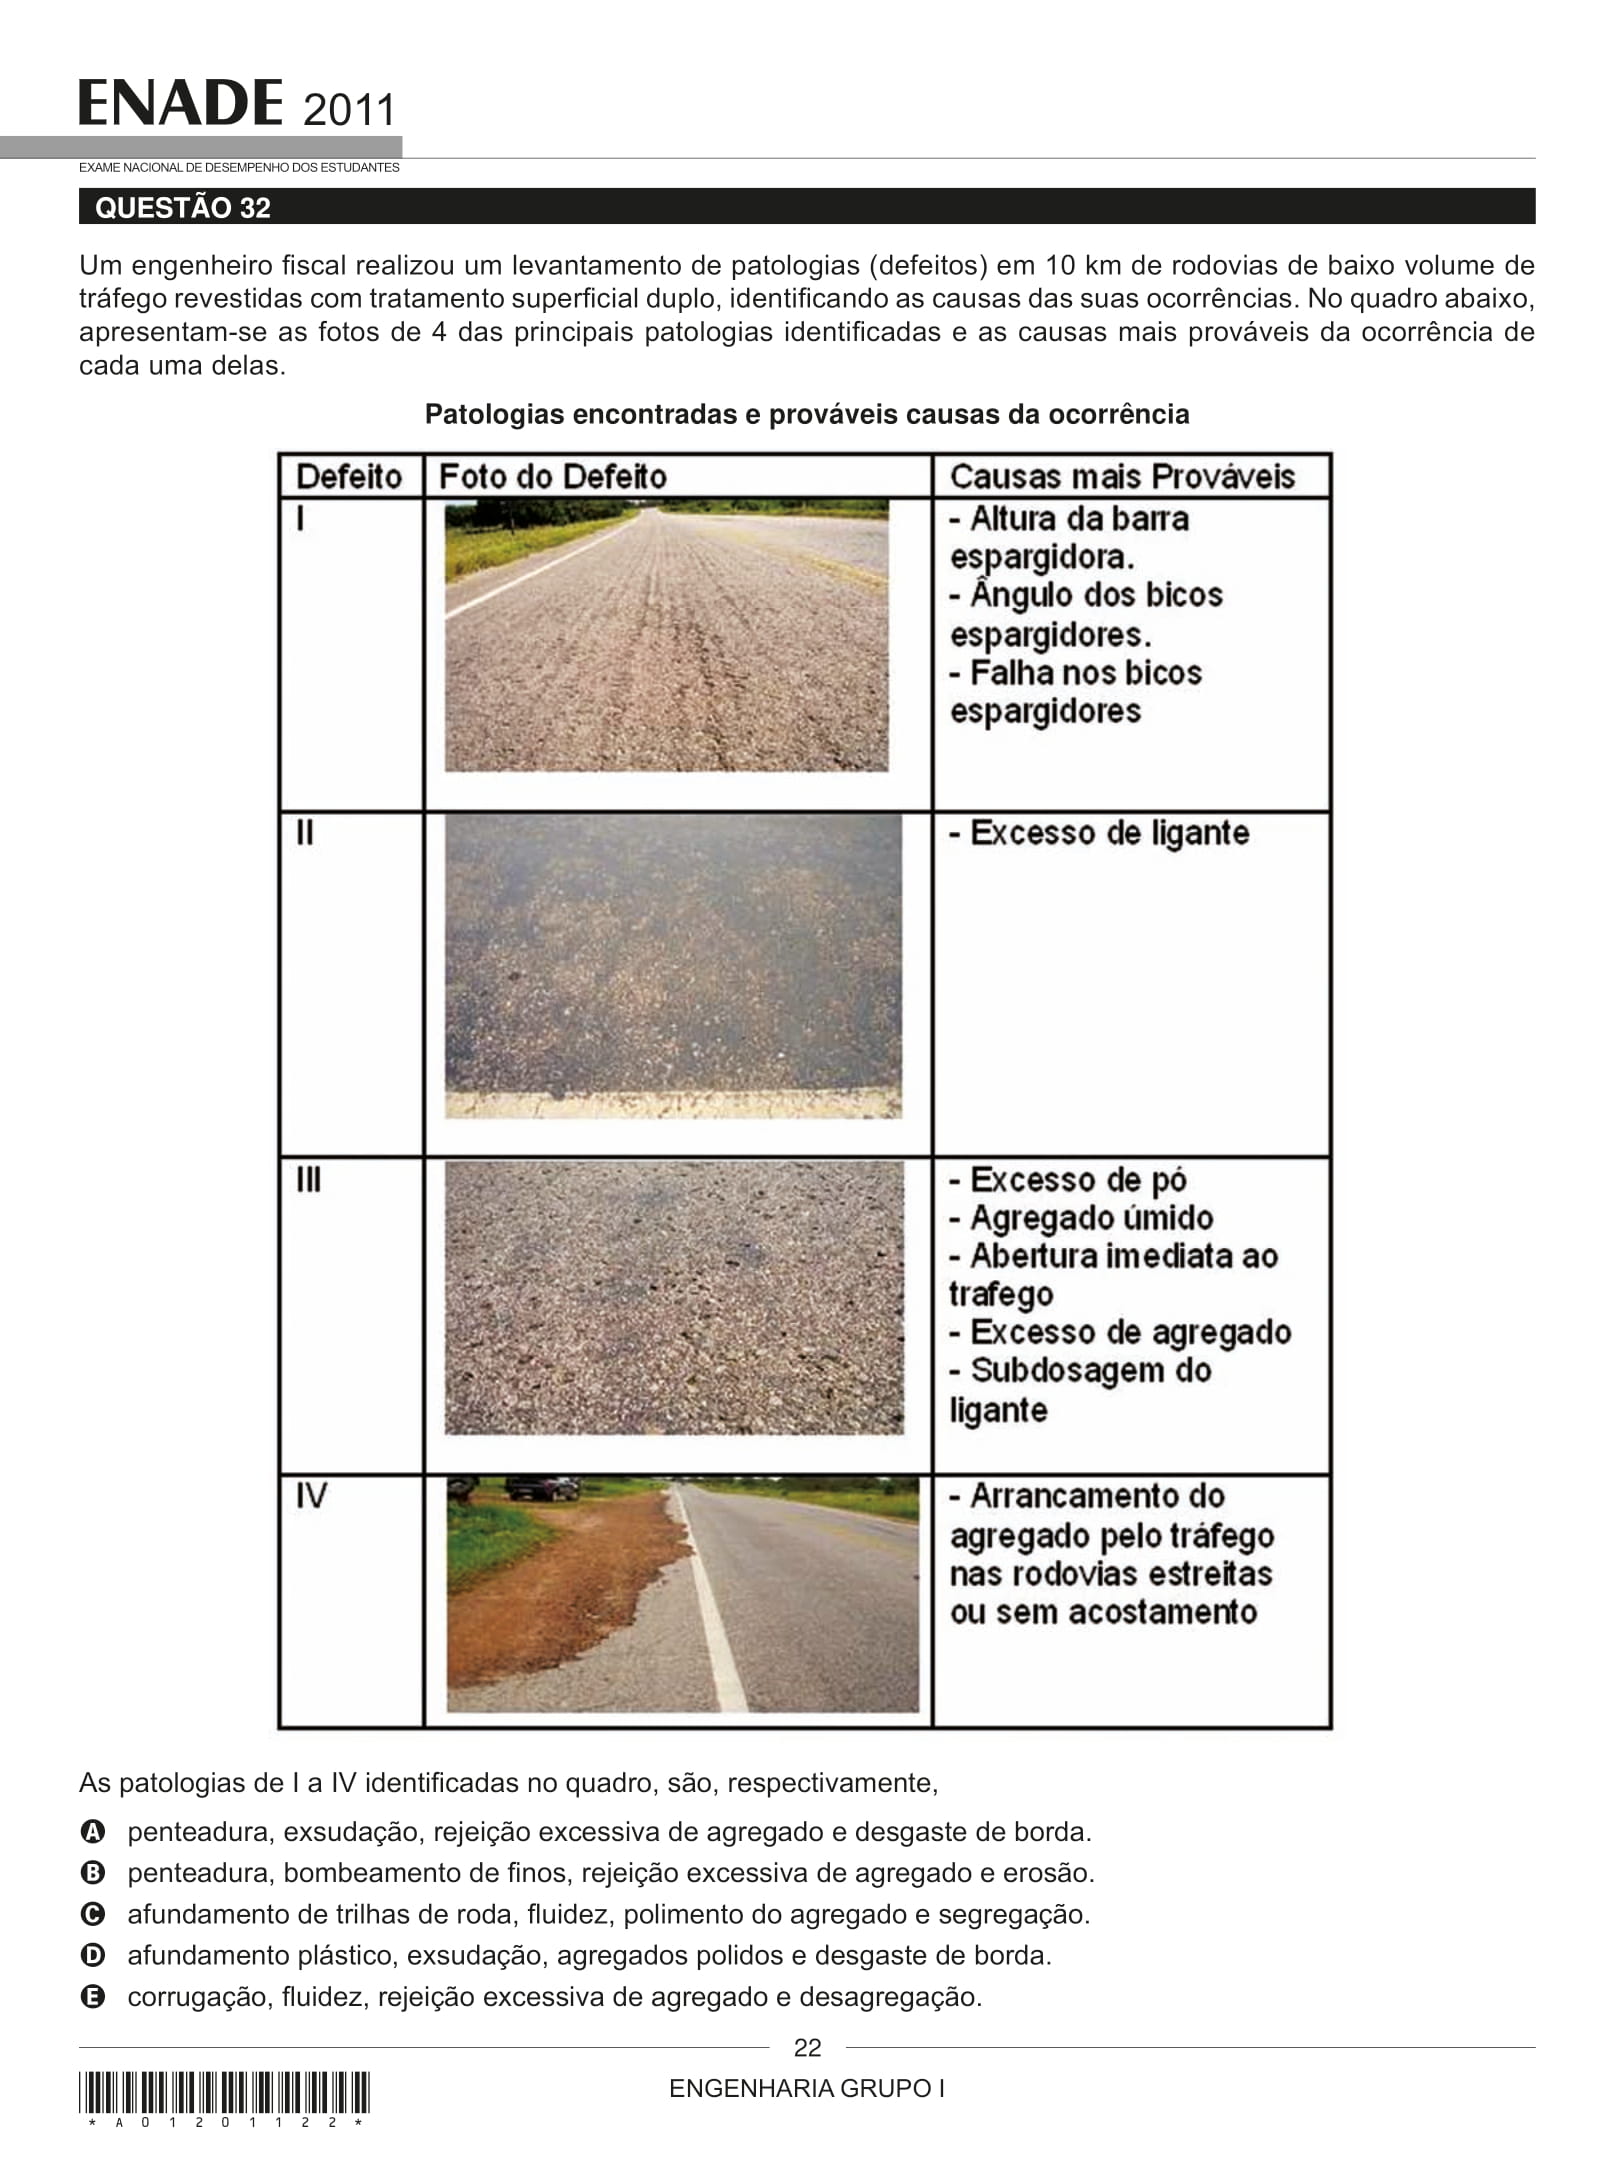 ENADE 2011
EXAME NACIONAL DE DESEMPENHO DOS ESTUDANTES
QUESTÃO 32
Um engenheiro fiscal realizou um levantamento de patologias (defeitos) em 10 km de rodovias de baixo volume de
tráfego revestidas com tratamento superficial duplo, identificando as causas das suas ocorrências. No quadro abaixo,
apresentam-se as fotos de 4 das principais patologias identificadas e as causas mais prováveis da ocorrência de
cada uma delas.
Patologias encontradas e prováveis causas da ocorrência
Defeito Foto do Defeito Causas mais Prováveis
I
- Altura da barra
espargidora.
- Ângulo dos bicos
espargidores.
- Falha nos bicos
espargidores
II
- Excesso de ligante
III
- Excesso de pó
- Agregado úmido
- Abertura imediata ao
trafego
- Excesso de agregado
- Subdosagem do
ligante
IV
- Arrancamento do
agregado pelo tráfego
nas rodovias estreitas
ou sem acostamento
As patologias de I a IV identificadas no quadro, são, respectivamente,
A penteadura, exsudação, rejeição excessiva de agregado e desgaste de borda.
B penteadura, bombeamento de finos, rejeição excessiva de agregado e erosão.
C afundamento de trilhas de roda, fluidez, polimento do agregado e segregação.
D afundamento plástico, exsudação, agregados polidos e desgaste de borda.
E corrugação, fluidez, rejeição excessiva de agregado e desagregação.
22
ENGENHARIA GRUPO I
* A 0 1 2 0 1 1 2 2 *